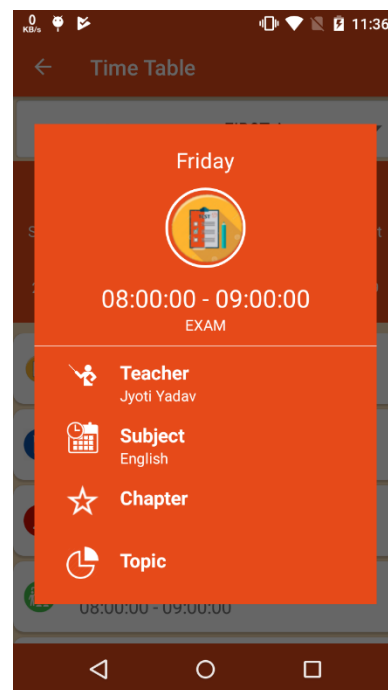 0
KB/s
11:36
Time Table
Friday
TEST
08:00:00 - 09:00:00
EXAM
Teacher
Jyoti Yadav
Subject
English
Chapter
Topic
08:00:00 - 09:00:00